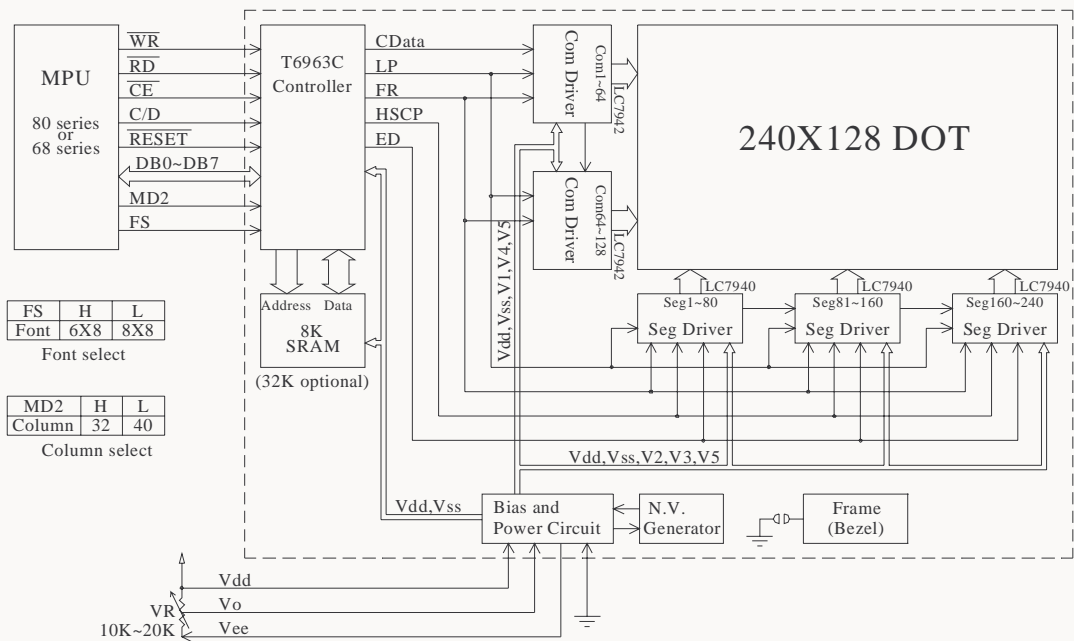 MPU
80 series
or
68 series
WR
RD
CE
C/D
RESET
DB0~DB7
MD2
FS
T6963C
Controller
CData
LP
FR
HSCP
ED
Com Driver
Com1~64
LC7942
Com Driver
Com64~128
LC7942
240X128 DOT
Address Data
8K
SRAM
(32K optional)
Vdd,Vss,V1,V4,V5
LC7940
Seg1~80
Seg Driver
LC7940
Seg81~160
Seg Driver
LC7940
Seg160~240
Seg Driver
FS H L
Font 6X8 8X8
Font select
MD2 H L
Column 32 40
Column select
Vdd,Vss,V2,V3,V5
Vdd,Vss
Bias and
Power Circuit
N.V.
Generator
Frame
(Bezel)
Vdd
Vo
Vee
VR
10K~20K